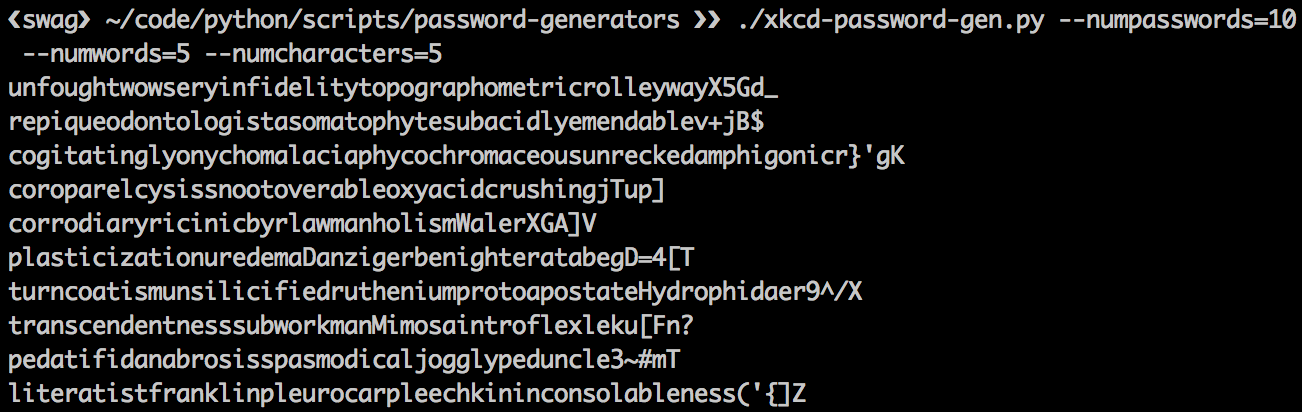 ❮swag❯ ~/code/python/scripts/password-generators ❯❯ ./xkcd-password-gen.py --numpasswords=10
--numwords=5 --numcharacters=5
unfoughtwowseryinfidelitytopographometricrolleywayX5Gd_
repiqueodontologistasomatophytesubacidlyemendablev+jB$
cogitatinglyonychomalaciaphycochromaceousunreckedamphigonicr}'gK
coroparelcysissnootoverableoxyacidcrushingjTup]
corrodiaryricinicbyrlawmanholismWalerXGA]V
plasticizationuredemaDanzigerbenighteratabegD=4[T
turncoatismunsilicifiedrutheniumprotoapostateHydrophidaer9^/X
transcendentnesssubworkmanMimosaintroflexleku[Fn?
pedatifidanabrosisspasmodicaljogglypeduncle3~#mT
literatistfranklinpleurocarpleechkininconsolableness('{]Z